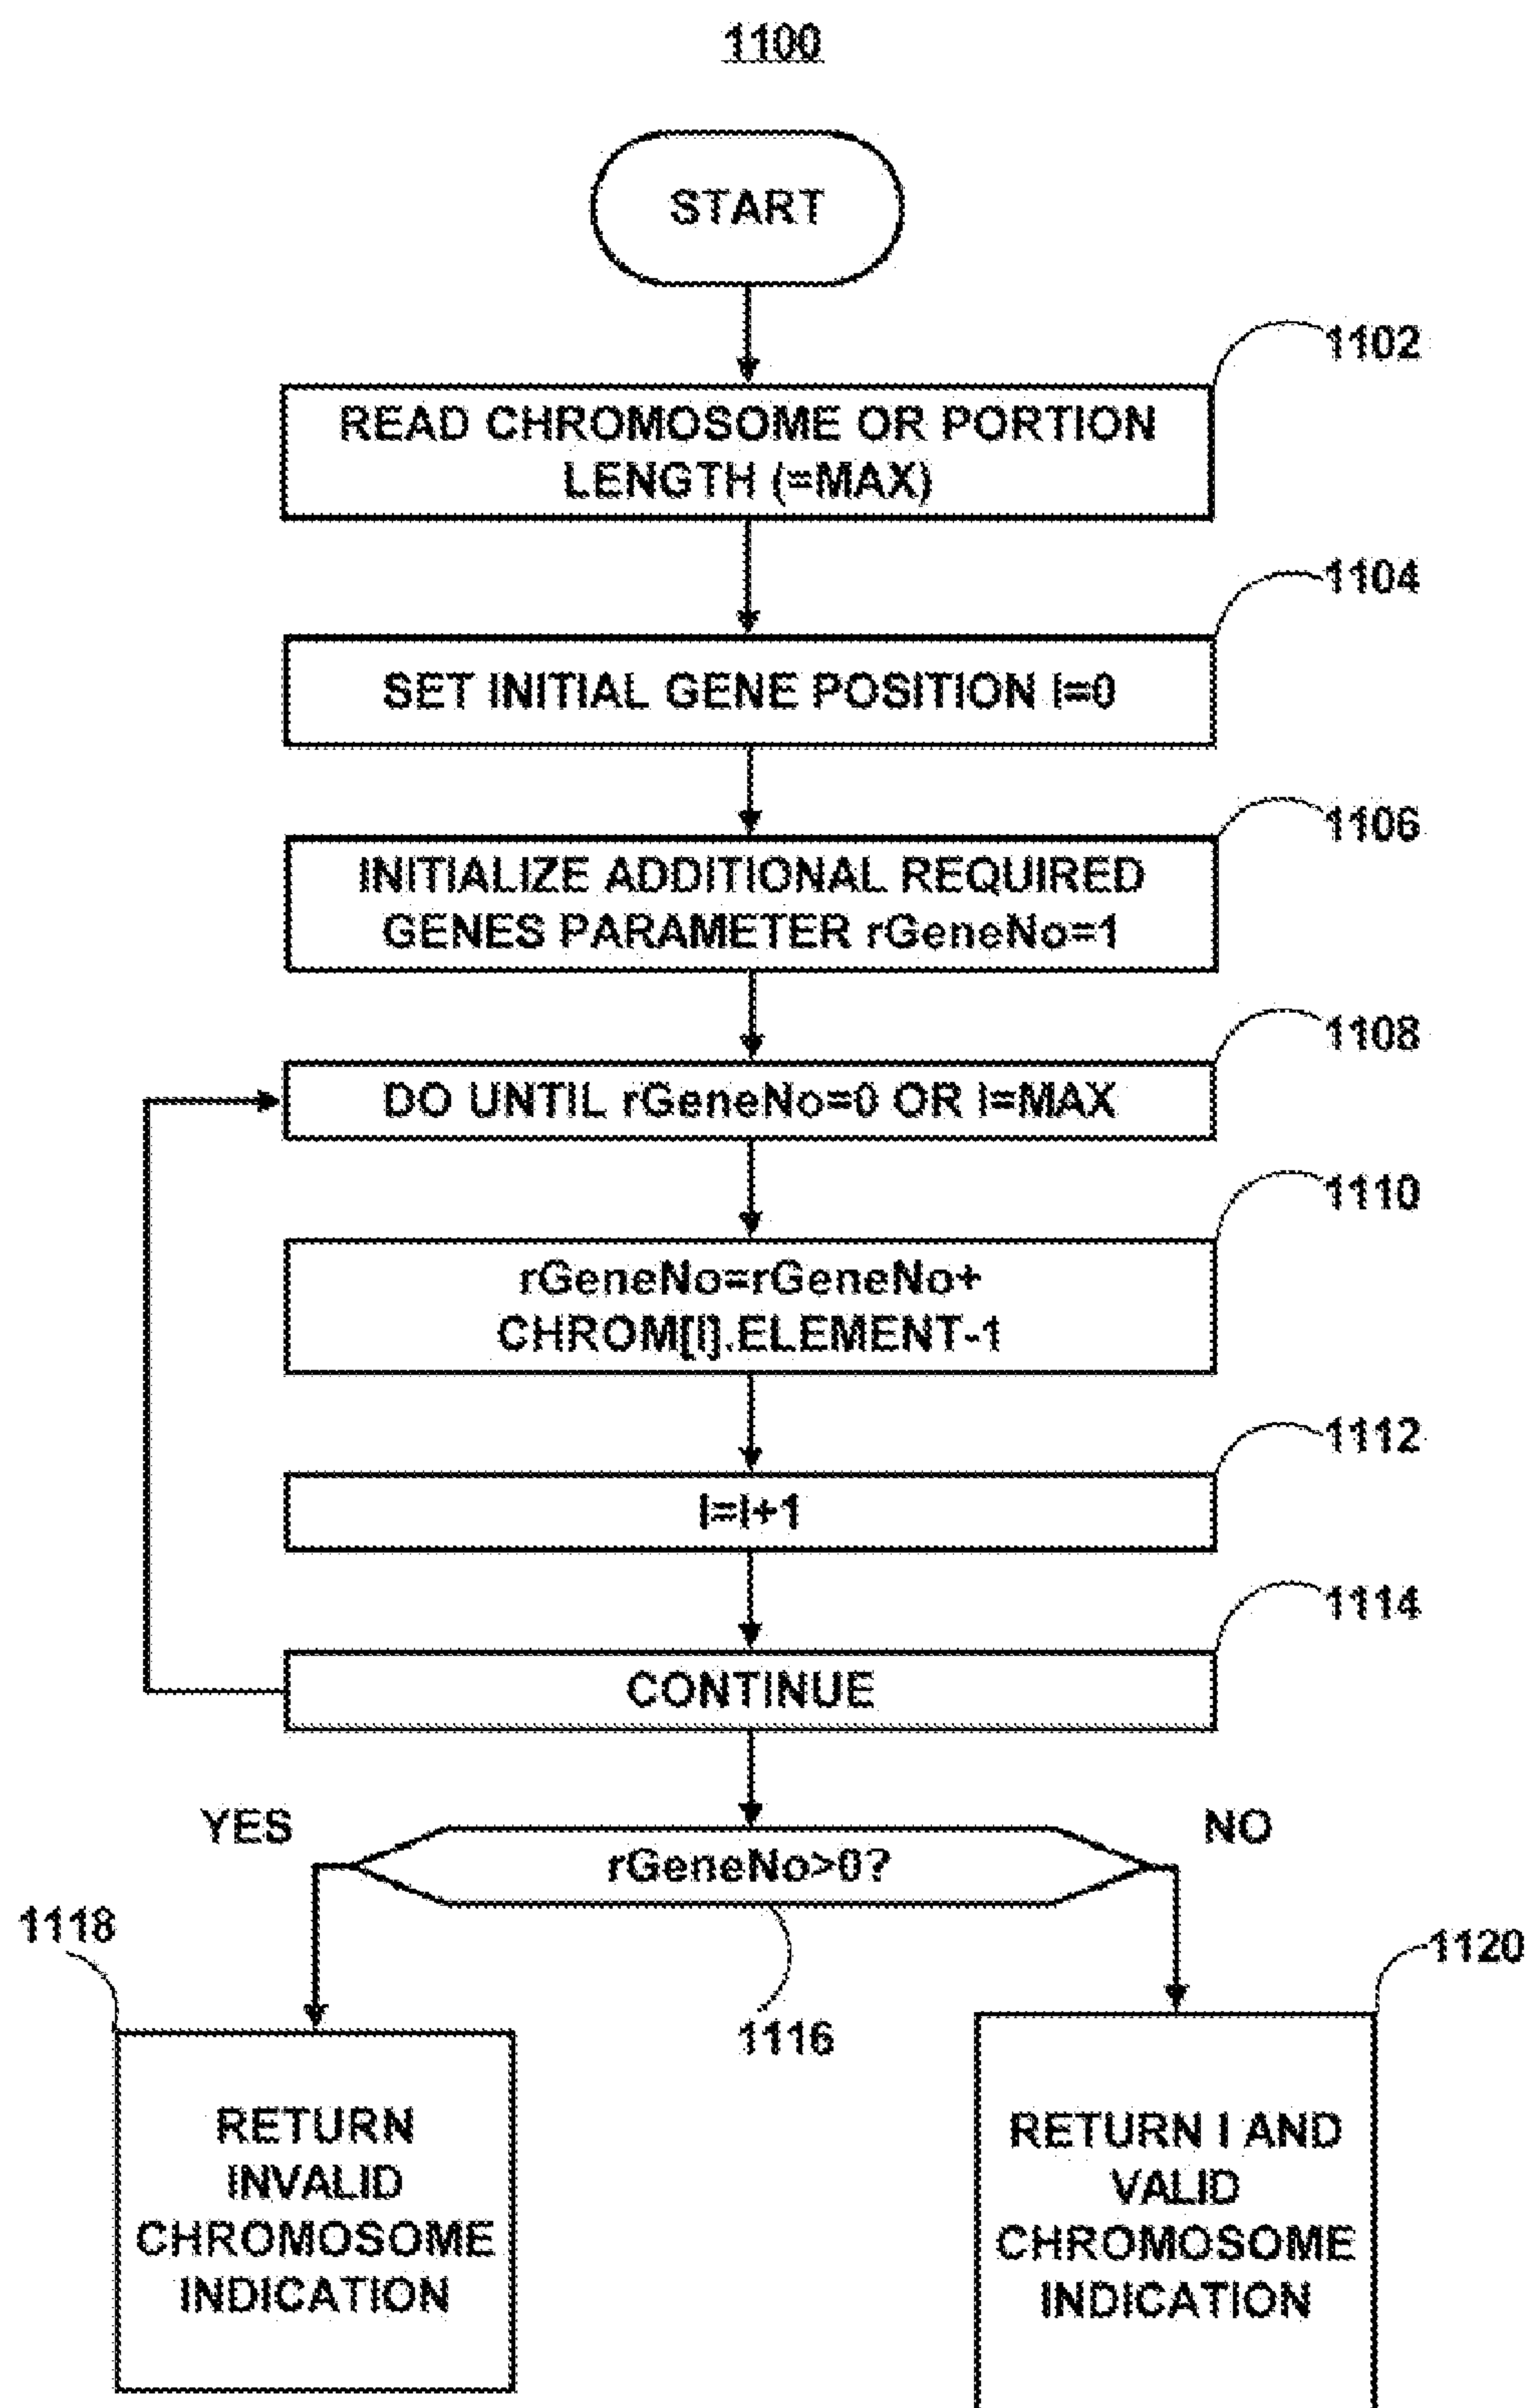 1100
START
1102
READ CHROMOSOME OR PORTION
LENGTH (=MAX)
1104
SET INITIAL GENE POSITION I=0
1106
INITIALIZE ADDITIONAL REQUIRED
GENES PARAMETER rGeneNo=1
1108
DO UNTIL rGeneNo=0 OR I=MAX
1110
rGeneNo=rGeneNo+
CHROM[I].ELEMENT-1
1112
I=I+1
1114
CONTINUE
YES
NO
rGeneNo>0?
1116
1118
RETURN
INVALID
CHROMOSOME
INDICATION
1120
RETURN I AND
VALID
CHROMOSOME
INDICATION